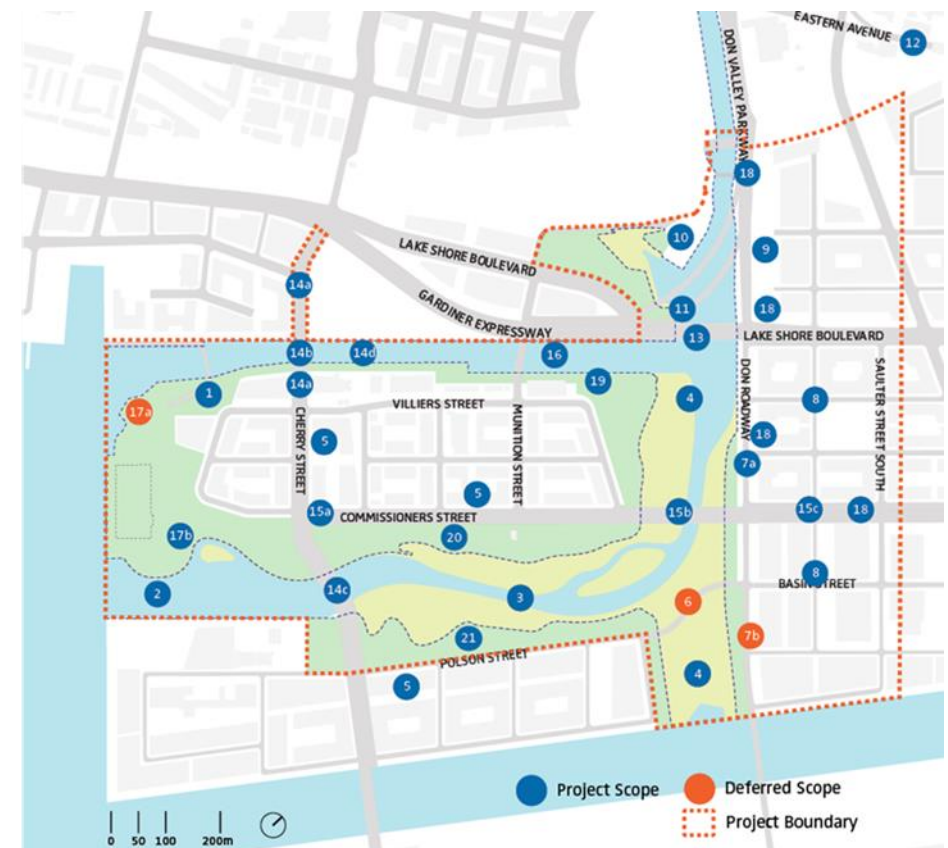 EASTERN AVENUE
12
DON VALLEY PARKWAY
18
10
9
LAKE SHORE BOULEVARD
14a
GARDINER EXPRESSWAY
11
18
13
LAKE SHORE BOULEVARD
14b
14d
16
19
14a
1
17a
VILLIERS STREET
4
DON ROADWAY
8
SAULTER STREET SOUTH
CHERRY STREET
MUNITION STREET
5
18
7a
5
15a
COMMISSIONERS STREET
15b
15c
18
17b
20
8
BASIN STREET
2
14c
3
6
21
7b
POLSON STREET
5
4
Project Scope
Deferred Scope
Project Boundary
0 50 100 200m